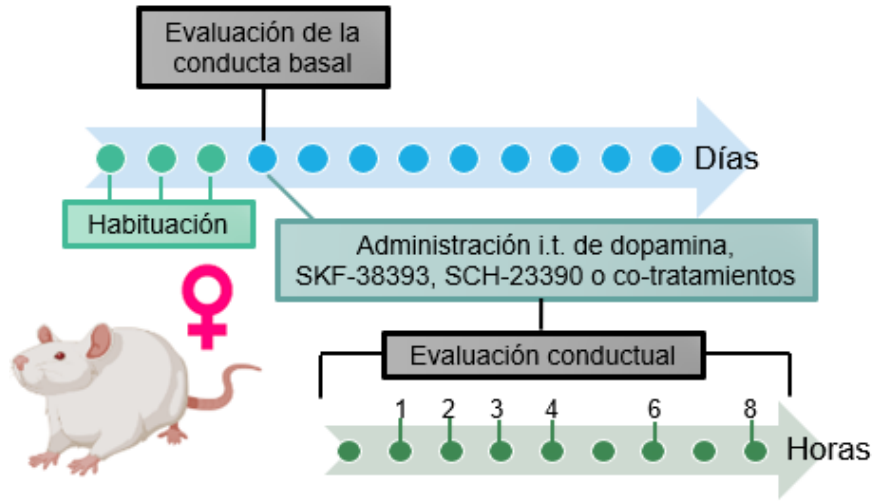 Evaluación de la
conducta basal
Días
Habituación
Administración i.t. de dopamina,
SKF-38393, SCH-23390 o co-tratamientos
Evaluación conductual
1 2 3 4 6 8
Horas